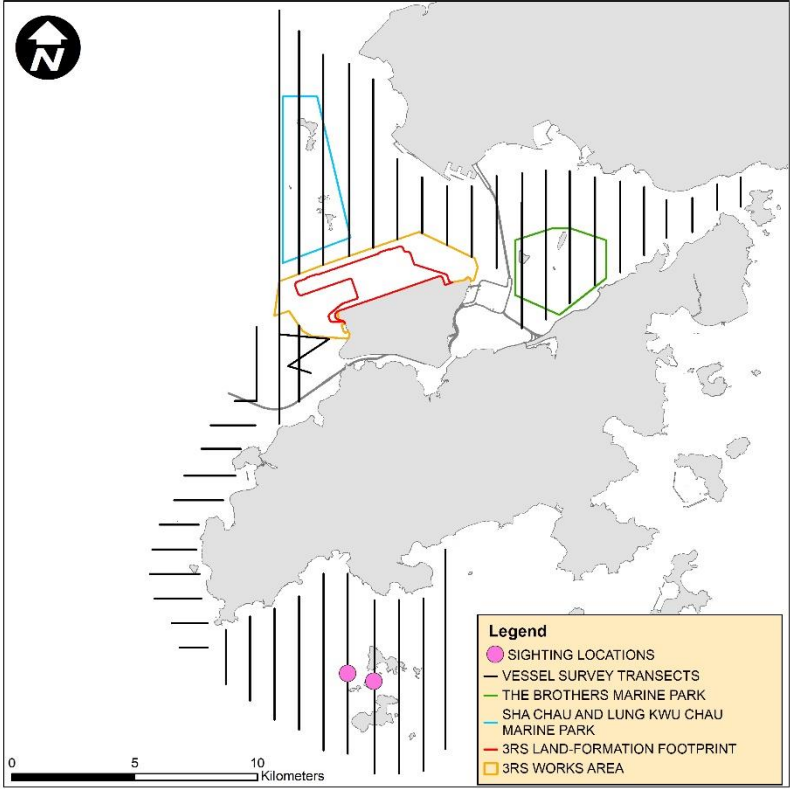 N
Legend
SIGHTING LOCATIONS
VESSEL SURVEY TRANSECTS
THE BROTHERS MARINE PARK
SHA CHAU AND LUNG KWU CHAU
MARINE PARK
3RS LAND-FORMATION FOOTPRINT
3RS WORKS AREA
0 5 10
Kilometers